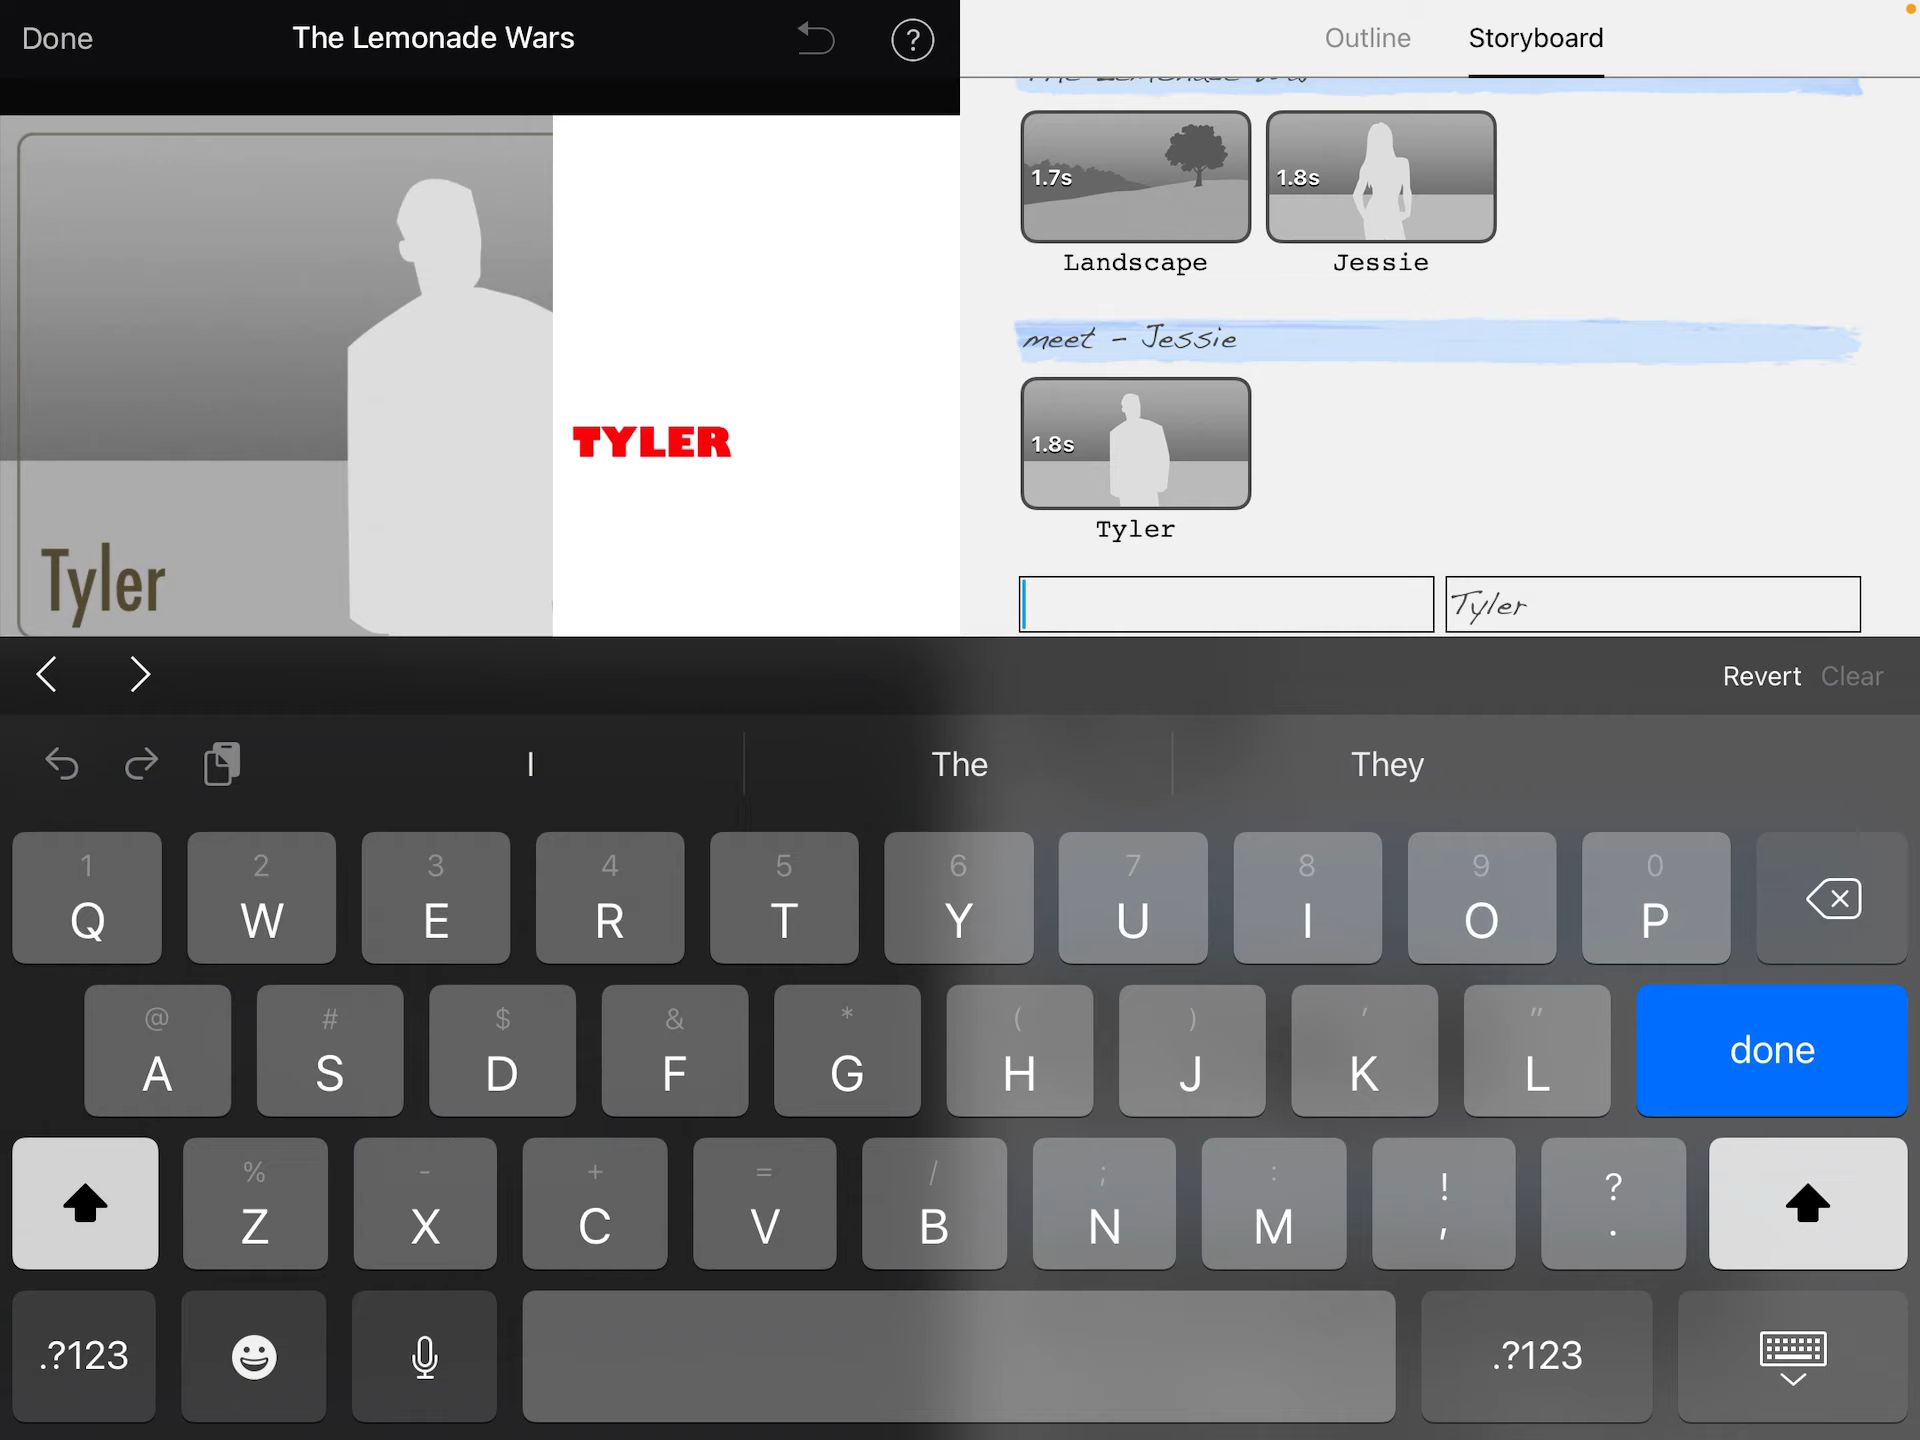 Done
The Lemonade Wars
?
Outline
Storyboard
1.7s
1.8s
Landscape
Jessie
meet - Jessie
1.8s
Tyler
TYLER
Tyler
Tyler
Revert
Clear
I
The
They
1 2 3 4 5 6 7 8 9 0
Q W E R T Y U I O P
@ # $ & * ( ) ' "
A S D F G H J K L
done
% - + = / ; : ! ?
Z X C V B N M , .
.?123
.?123